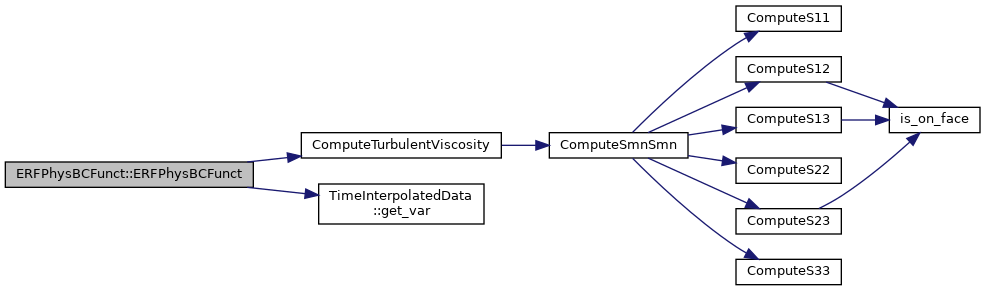 ERFPhysBCFunct::ERFPhysBCFunct
ComputeTurbulentViscosity
TimeInterpolatedData
::get_var
ComputeSmnSmn
ComputeS11
ComputeS12
ComputeS13
ComputeS22
ComputeS23
ComputeS33
is_on_face